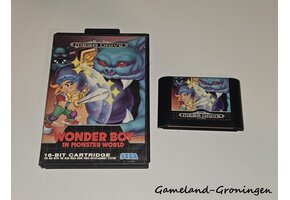 MEGA DRIVE
WONDER BOY
IN MONSTER WORLD
16-BIT CARTRIDGE
SEGA
MEGA DRIVE
Gameland-Groningen